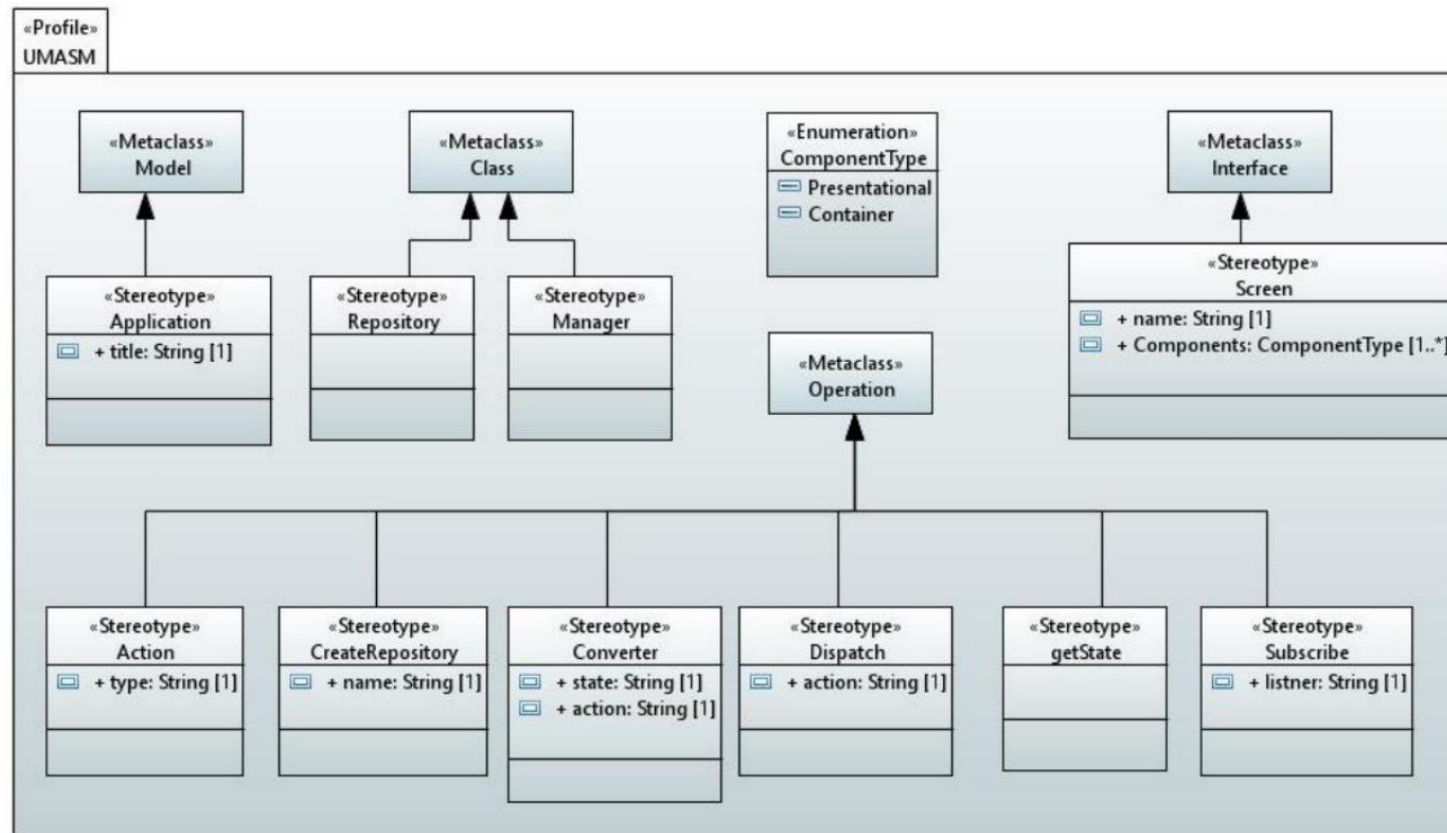 «Profile»
UMASM
«Metaclass»
Model
«Metaclass»
Class
«Enumeration»
ComponentType
Presentational
Container
«Metaclass»
Interface
«Stereotype»
Application
+ title: String [1]
«Stereotype»
Repository
«Stereotype»
Manager
«Stereotype»
Screen
+ name: String [1]
+ Components: ComponentType [1..*]
«Metaclass»
Operation
«Stereotype»
Action
+ type: String [1]
«Stereotype»
CreateRepository
+ name: String [1]
«Stereotype»
Converter
+ state: String [1]
+ action: String [1]
«Stereotype»
Dispatch
+ action: String [1]
«Stereotype»
getState
«Stereotype»
Subscribe
+ listner: String [1]